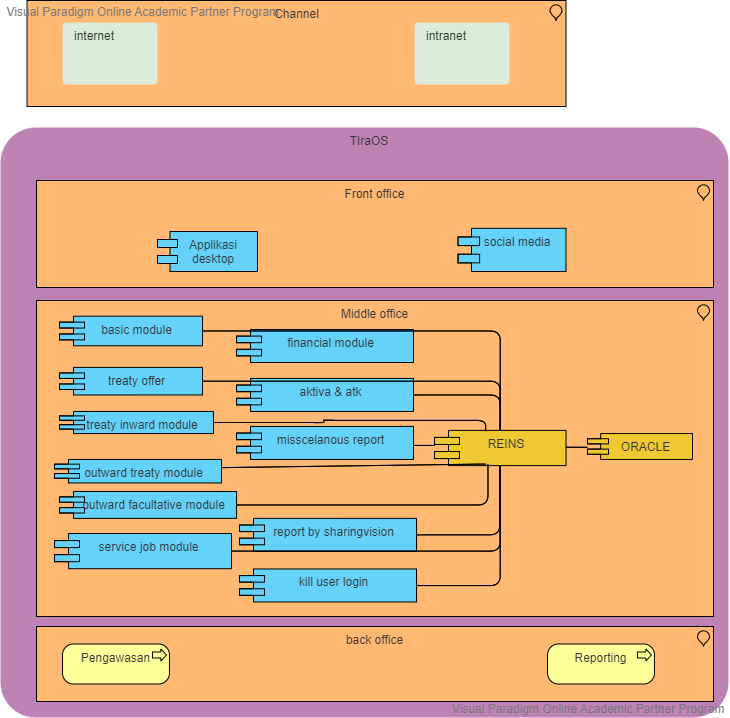 Visual Paradigm Online Academic Partner Program
Channel
internet
intranet
TIraOS
Front office
Applikasi
desktop
social media
Middle office
basic module
financial module
treaty offer
aktiva & atk
treaty inward module
misscelanous report
REINS
ORACLE
outward treaty module
outward facultative module
report by sharingvision
service job module
kill user login
back office
Pengawasan
Reporting
Visual Paradigm Online Academic Partner Program